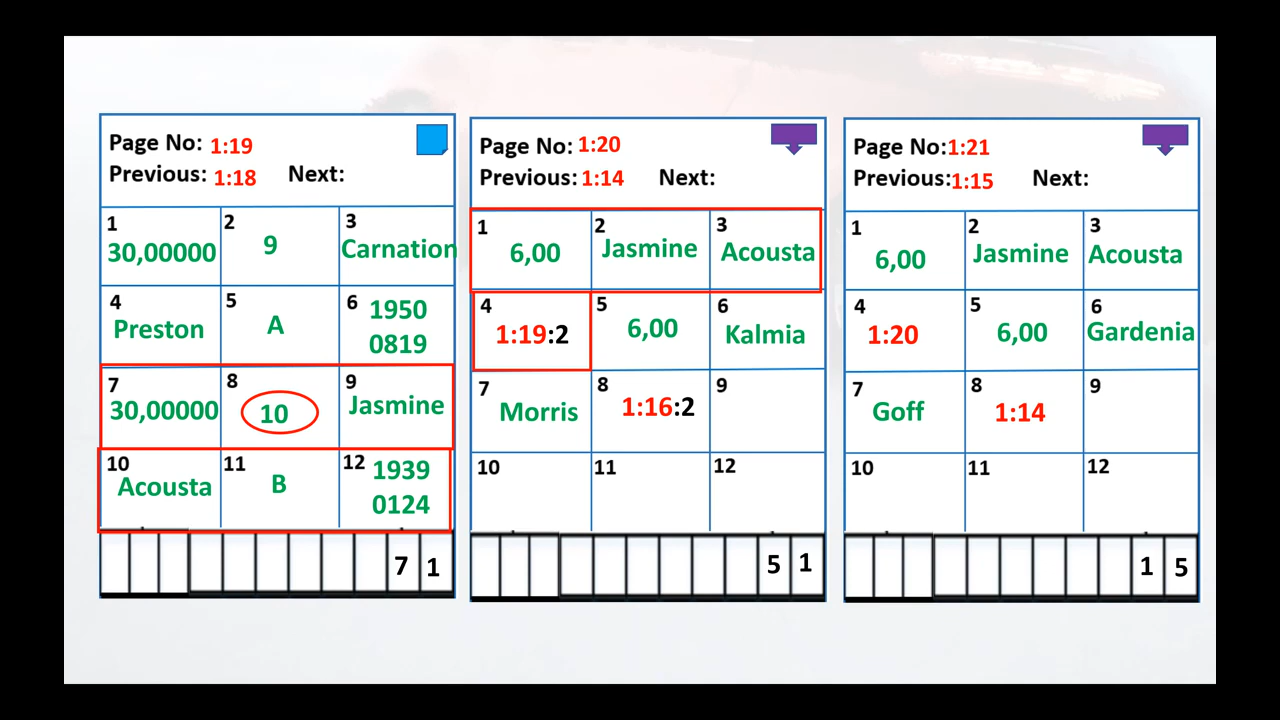 Page No: 1:19
Previous: 1:18 Next:
1 2 3
30,00000 9 Carnation
4 5 6
Preston A 1950
0819
7 8 9
30,00000 10 Jasmine
10 11 12
Acousta B 1939
0124
7 1
Page No: 1:20
Previous: 1:14 Next:
1 2 3
6,00 Jasmine Acousta
4 5 6
1:19:2 6,00 Kalmia
7 8 9
Morris 1:16:2
10 11 12
5 1
Page No:1:21
Previous:1:15 Next:
1 2 3
6,00 Jasmine Acousta
4 5 6
1:20 6,00 Gardenia
7 8 9
Goff 1:14
10 11 12
1 5